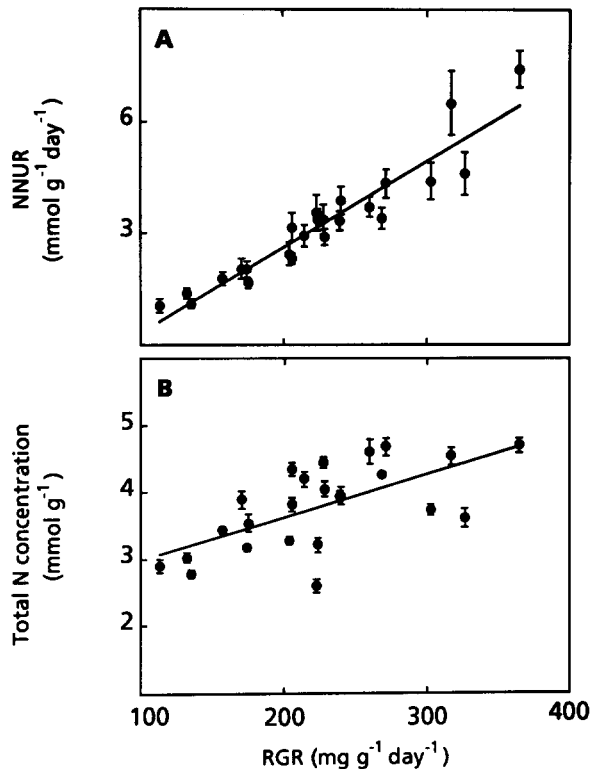 A
NNUR
(mmol g⁻¹ day⁻¹)
6
3
B
Total N concentration
(mmol g⁻¹)
5
4
3
2
100 200 300 400
RGR (mg g⁻¹ day⁻¹)